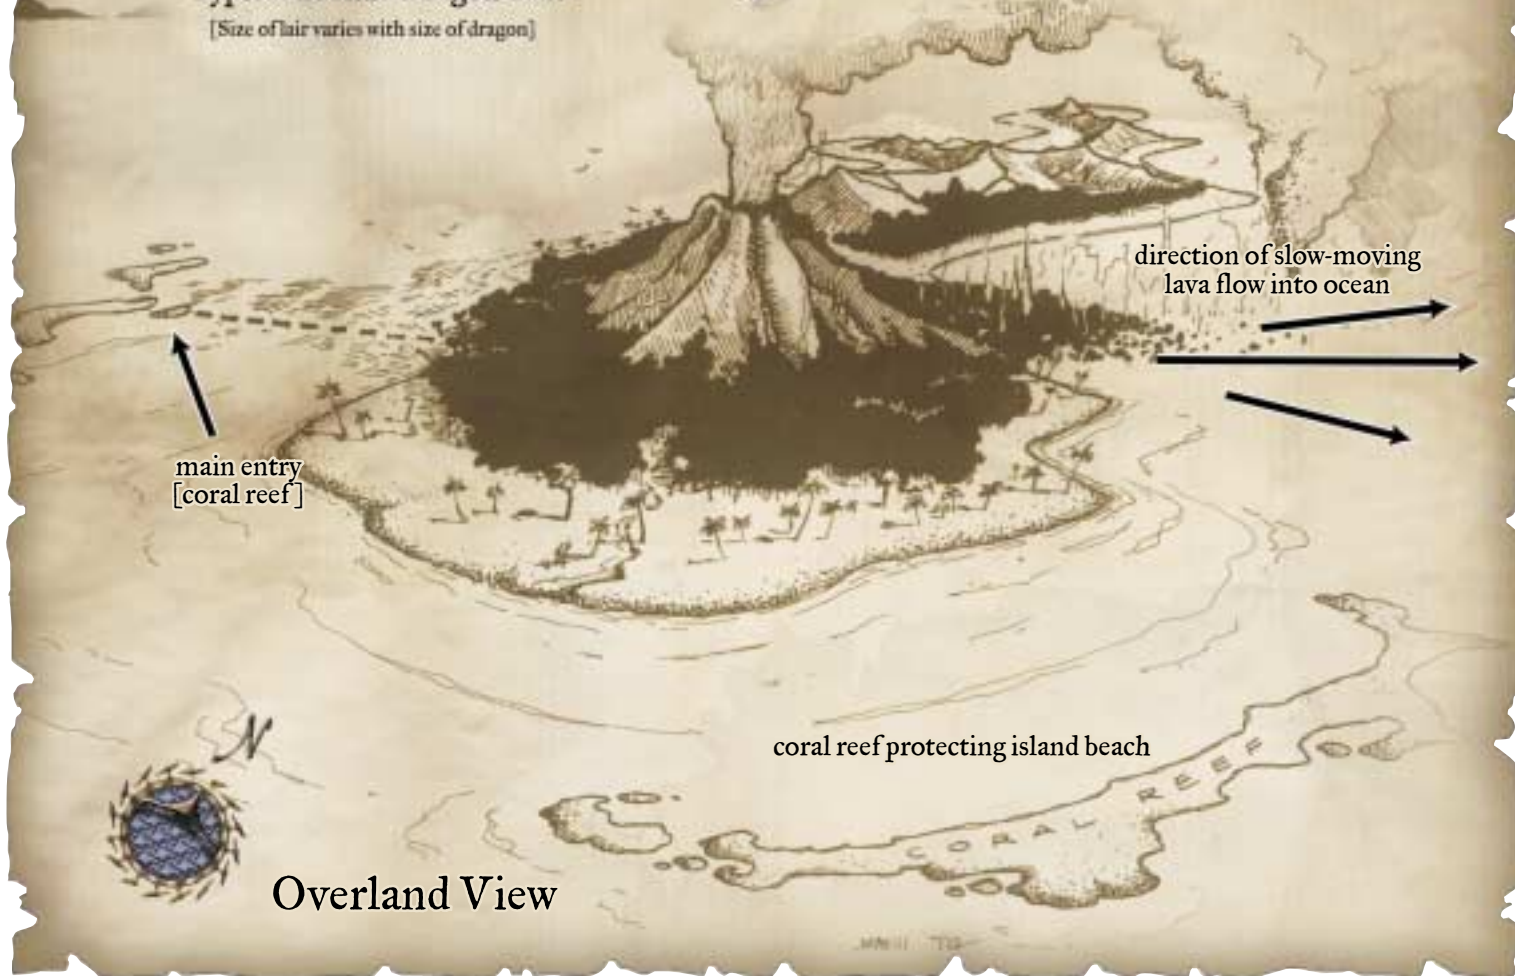 [Size of lair varies with size of dragon]
direction of slow-moving
lava flow into ocean
main entry
[coral reef]
N
coral reef protecting island beach
CORAL REEF
Overland View